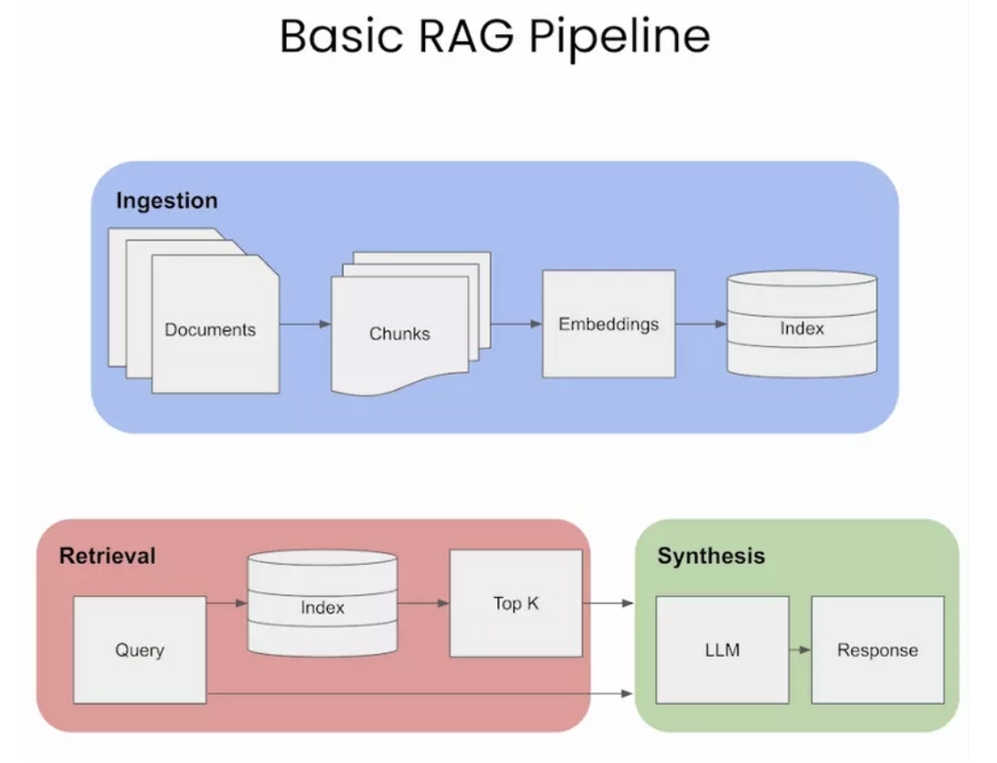 Basic RAG Pipeline
Ingestion
Documents
Chunks
Embeddings
Index
Retrieval
Query
Index
Top K
Synthesis
LLM
Response